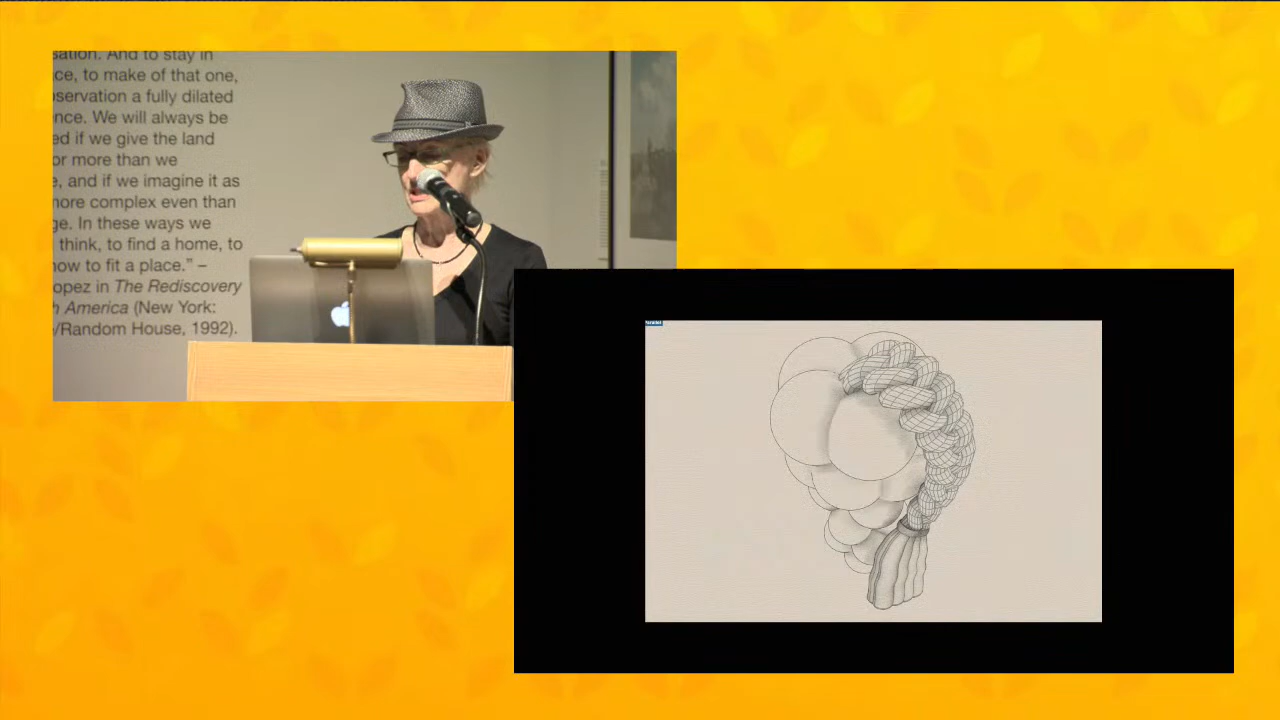 sation. And to stay in
ce, to make of that one,
servation a fully dilated
nce. We will always be
ed if we give the land
or more than we
e, and if we imagine it as
nore complex even than
ge. In these ways we
think, to find a home, to
now to fit a place.” –
opez in The Rediscovery
h America (New York:
/Random House, 1992).